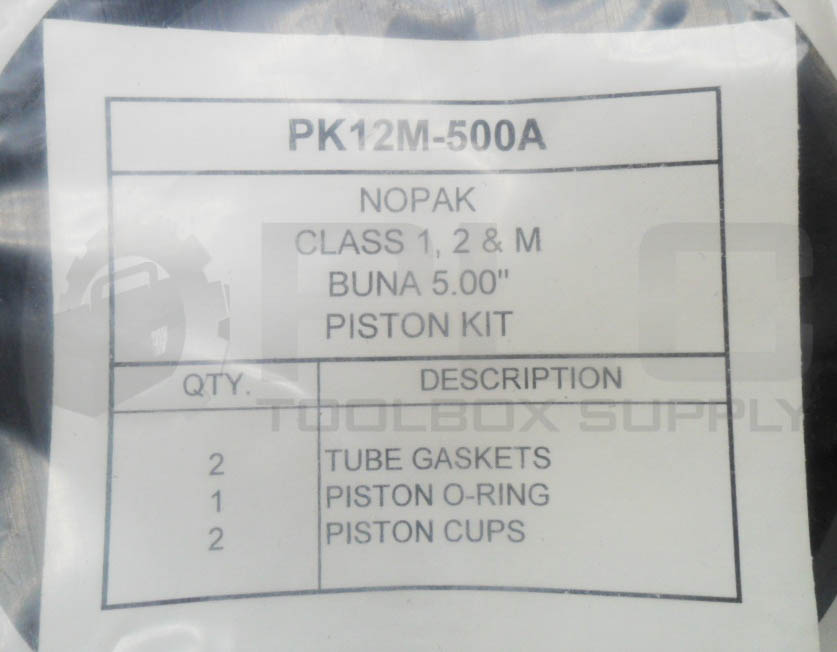 PK12M-500A
NOPAK
CLASS 1, 2 & M
BUNA 5.00"
PISTON KIT
QTY. DESCRIPTION
2 TUBE GASKETS
1 PISTON O-RING
2 PISTON CUPS
PLC
TOOLBOX SUPPLY